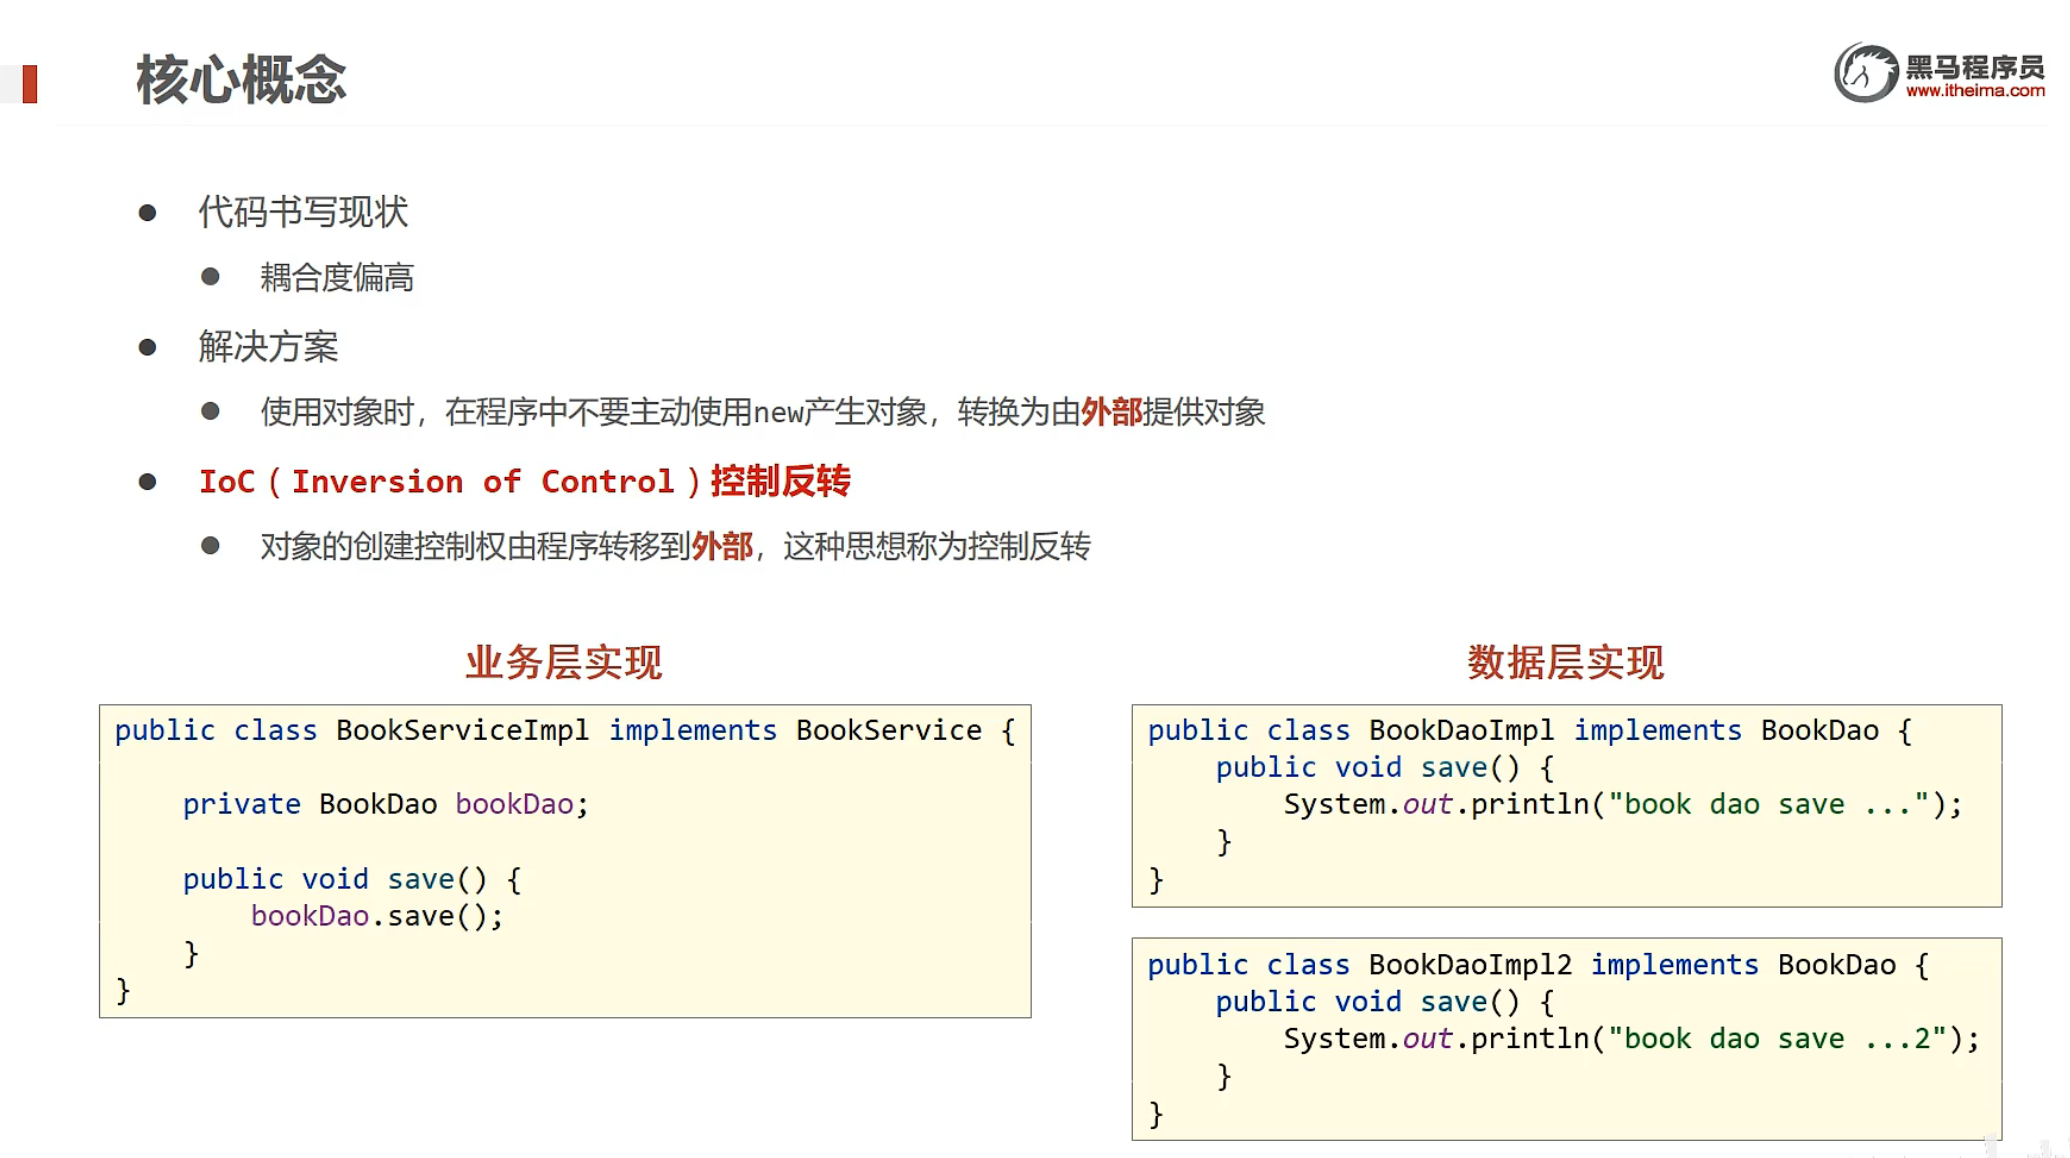 核心概念
黑马程序员
www.itheima.com
● 代码书写现状
● 耦合度偏高
● 解决方案
● 使用对象时，在程序中不要主动使用new产生对象，转换为由外部提供对象
● IoC（Inversion of Control）控制反转
● 对象的创建控制权由程序转移到外部，这种思想称为控制反转
业务层实现
public class BookServiceImpl implements BookService {
private BookDao bookDao;
public void save() {
bookDao.save();
}
}
数据层实现
public class BookDaoImpl implements BookDao {
public void save() {
System.out.println("book dao save ...");
}
}
public class BookDaoImpl2 implements BookDao {
public void save() {
System.out.println("book dao save ...2");
}
}